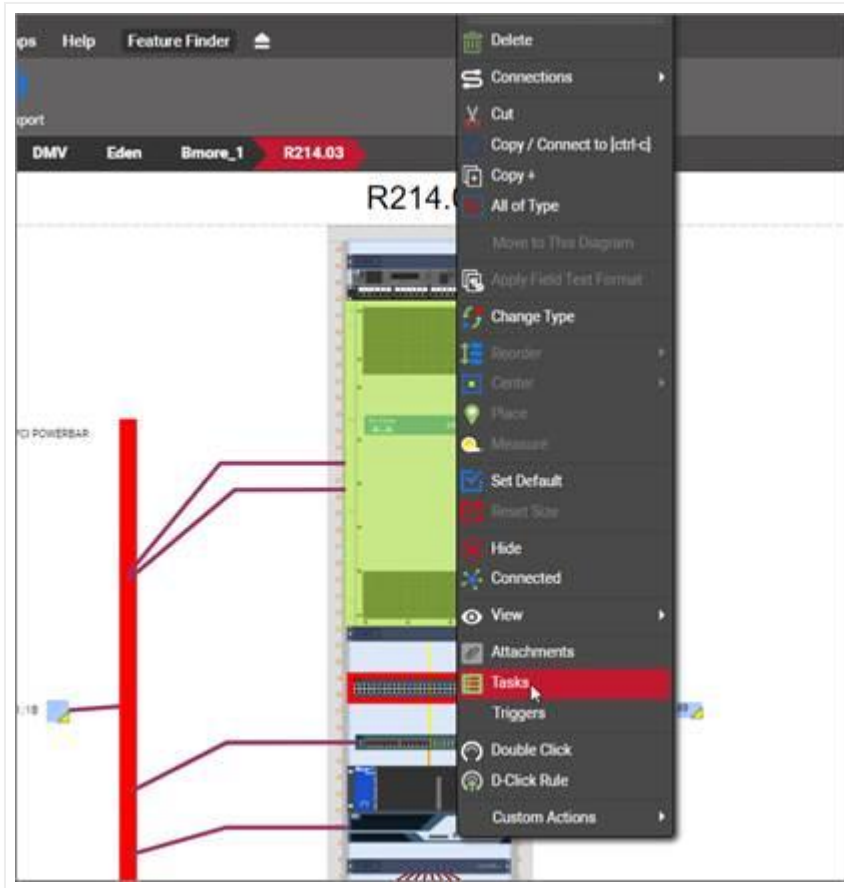 ps Help Feature Finder
port
DMV Eden Bmore_1 R214.03
R214.0
POWERBAR
Delete
Connections
Cut
Copy / Connect to [ctrl-c]
Copy +
All of Type
Move to This Diagram
Apply Field Text Format
Change Type
Reorder
Center
Place
Measure
Set Default
Reset Size
Hide
Connected
View
Attachments
Tasks
Triggers
Double Click
D-Click Rule
Custom Actions